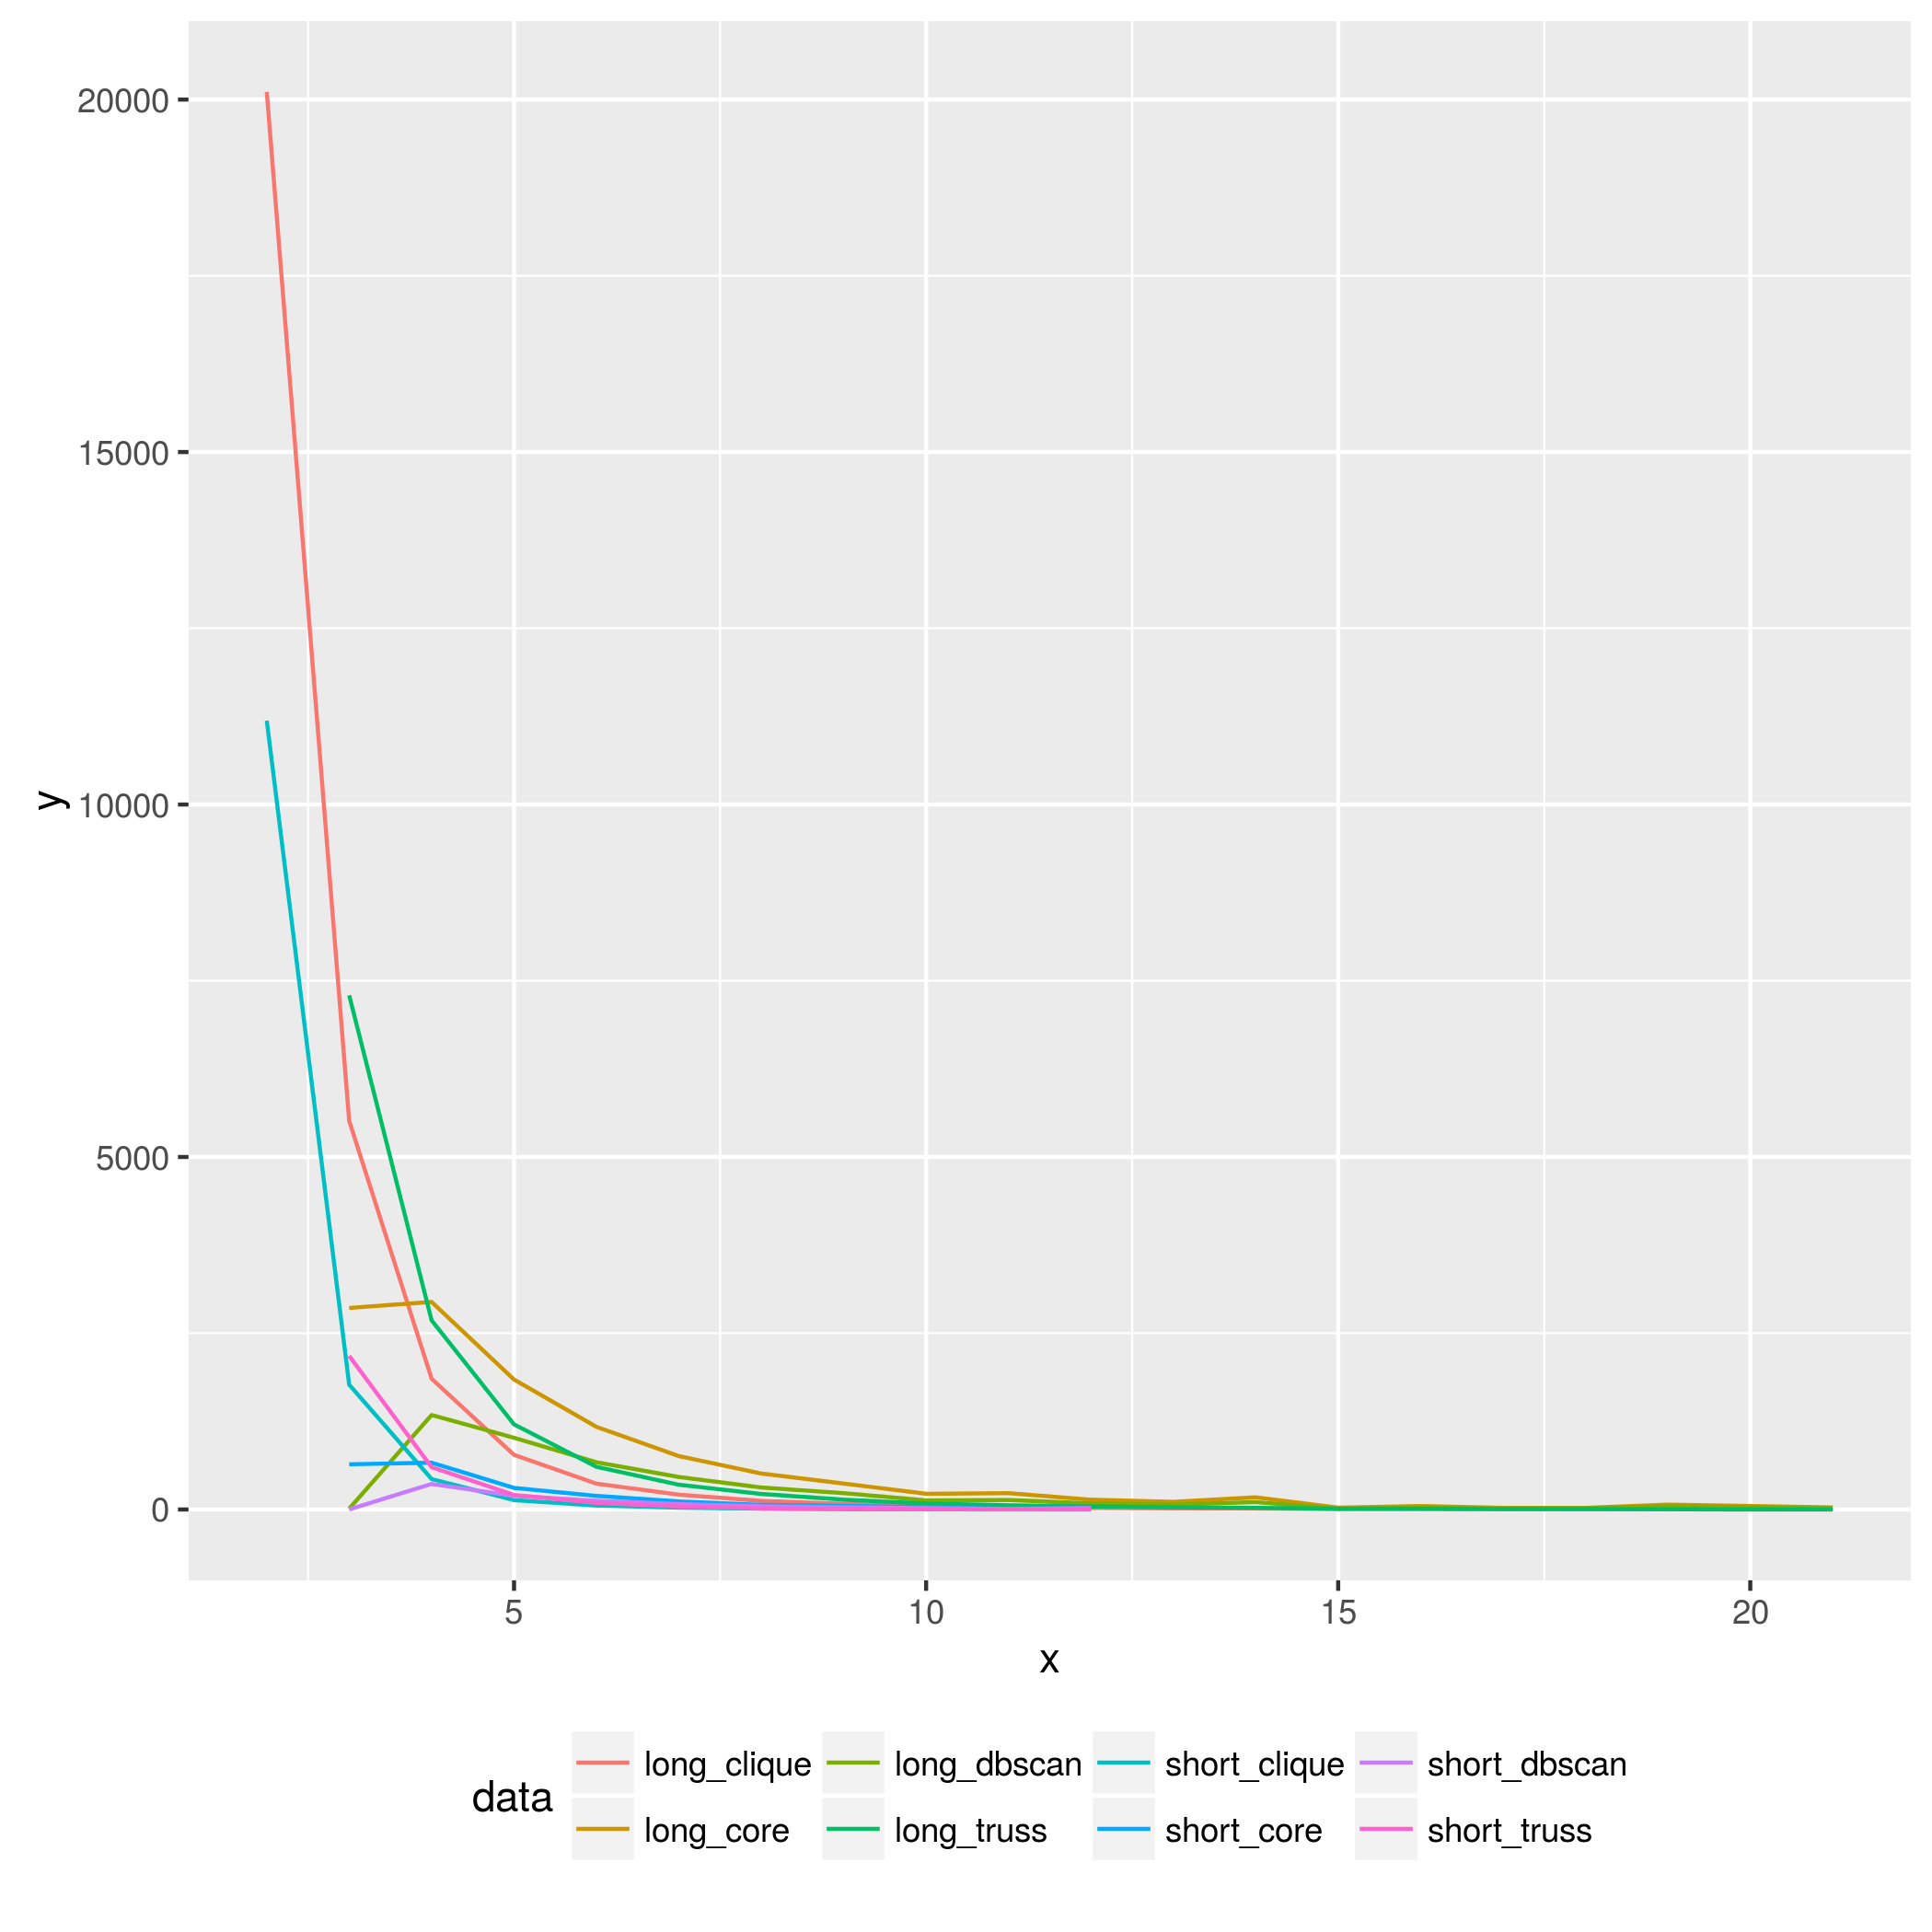 20000
15000
10000
5000
0
y
5 10 15 20
x
data
long_clique long_dbscan short_clique short_dbscan
long_core long_truss short_core short_truss